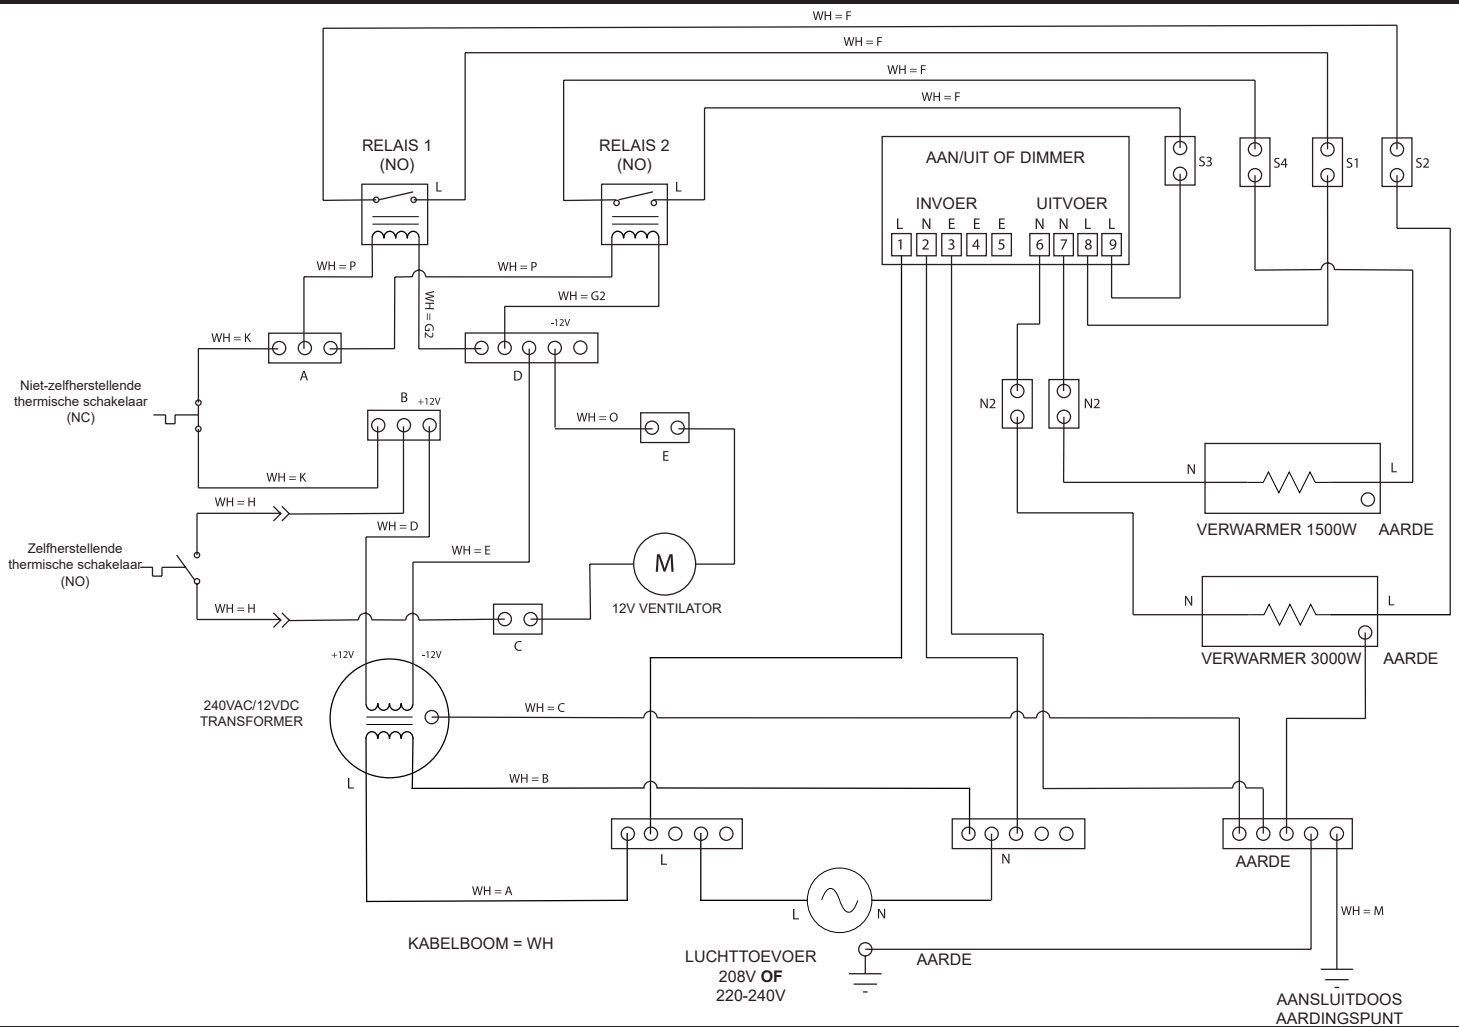 WH = F
WH = F
WH = F
WH = F
RELAIS 1
(NO)
L
RELAIS 2
(NO)
L
AAN/UIT OF DIMMER
INVOER
UITVOER
L N E E E N N L L
1 2 3 4 5 6 7 8 9
S3
S4
S1
S2
WH = P
WH = P
WH = G2
WH = G2
-12V
WH = K
A
D
Niet-zelfherstellende
thermische schakelaar
(NC)
B
+12V
WH = O
E
N2
N2
WH = K
WH = H
WH = D
N
L
VERWARMER 1500W
AARDE
Zelfherstellende
thermische schakelaar
(NO)
WH = E
M
12V VENTILATOR
WH = H
C
N
L
VERWARMER 3000W
AARDE
+12V
-12V
240VAC/12VDC
TRANSFORMER
WH = C
L
WH = B
L
N
AARDE
WH = A
L
N
WH = M
KABELBOOM = WH
LUCHTTOEVOER
208V OF
220-240V
AARDE
AANSLUITDOOS
AARDINGSPUNT